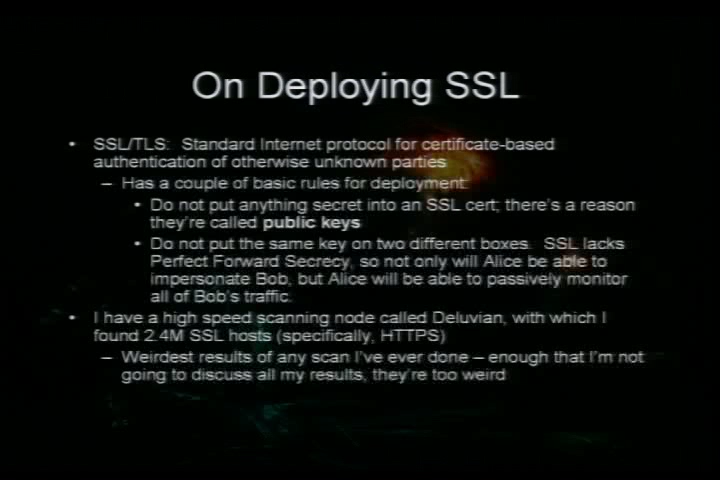 On Deploying SSL
• SSL/TLS: Standard Internet protocol for certificate-based
authentication of otherwise unknown parties
– Has a couple of basic rules for deployment:
• Do not put anything secret into an SSL cert; there's a reason
they're called public keys
• Do not put the same key on two different boxes. SSL lacks
Perfect Forward Secrecy, so not only will Alice be able to
impersonate Bob, but Alice will be able to passively monitor
all of Bob's traffic.
• I have a high speed scanning node called Deluvian, with which I
found 2.4M SSL hosts (specifically, HTTPS)
– Weirdest results of any scan I've ever done – enough that I'm not
going to discuss all my results, they're too weird